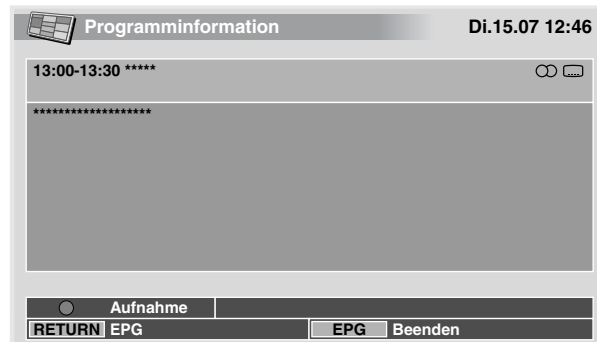 Programminformation Di.15.07 12:46
13:00-13:30 *****
*******************
Aufnahme
RETURN EPG EPG Beenden